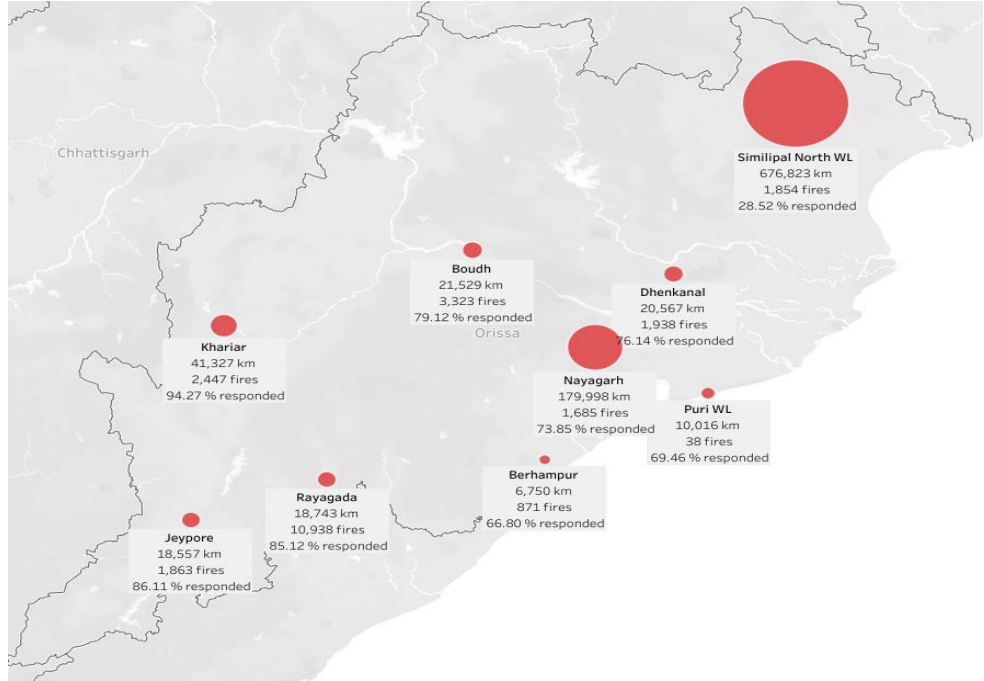 Chhattisgarh
Similipal North WL
676,823 km
1,854 fires
28.52 % responded
Boudh
21,529 km
3,323 fires
79.12 % responded
Orissa
Dhenkanal
20,567 km
1,938 fires
76.14 % responded
Khariar
41,327 km
2,447 fires
94.27 % responded
Nayagarh
179,998 km
1,685 fires
73.85 % responded
Puri WL
10,016 km
38 fires
69.46 % responded
Berhampur
6,750 km
871 fires
66.80 % responded
Rayagada
18,743 km
10,938 fires
85.12 % responded
Jeypore
18,557 km
1,863 fires
86.11 % responded